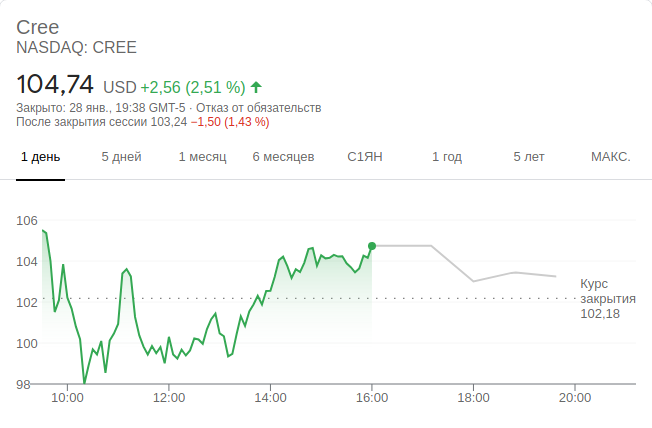 Cree
NASDAQ: CREE
104,74 USD +2,56 (2,51 %)
Закрыто: 28 янв., 19:38 GMT-5 · Отказ от обязательств
После закрытия сессии 103,24 −1,50 (1,43 %)
1 день 5 дней 1 месяц 6 месяцев С1ЯН 1 год 5 лет МАКС.
106
104
102
100
98
Курс
закрытия
102,18
10:00 12:00 14:00 16:00 18:00 20:00